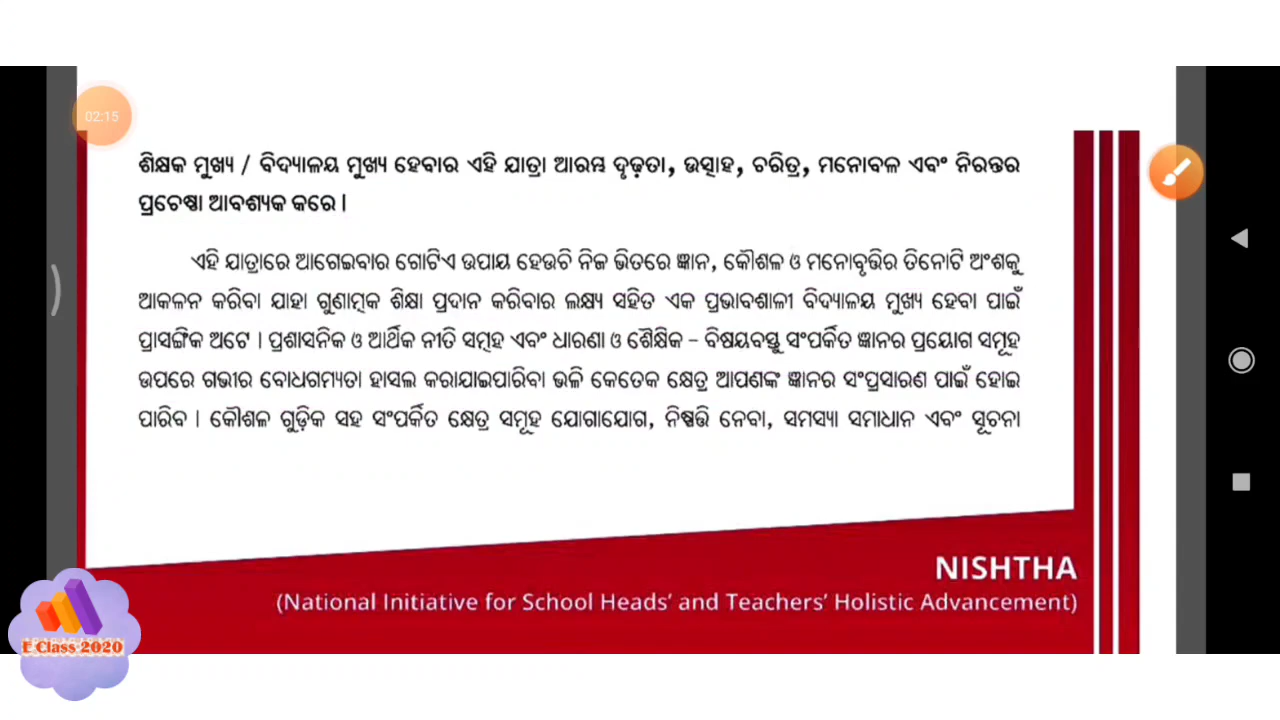 02:15
ଶିକ୍ଷକ ମୁଖ୍ୟ / ବିଦ୍ୟାଳୟ ମୁଖ୍ୟ ହେବାର ଏହି ଯାତ୍ରା ଆରମ୍ଭ ଦୃଢ଼ତା, ଉତ୍ସାହ, ଚରିତ୍ର, ମନୋବଳ ଏବଂ ନିରନ୍ତର
ପ୍ରଚେଷ୍ଟା ଆବଶ୍ୟକ କରେ।
ଏହି ଯାତ୍ରାରେ ଆଗେଇବାର ଗୋଟିଏ ଉପାୟ ହେଉଚି ନିଜ ଭିତରେ ଜ୍ଞାନ, କୌଶଳ ଓ ମନୋବୃତ୍ତିର ତିନୋଟି ଅଂଶକୁ
ଆକଳନ କରିବା ଯାହା ଗୁଣାତ୍ମକ ଶିକ୍ଷା ପ୍ରଦାନ କରିବାର ଲକ୍ଷ୍ୟ ସହିତ ଏକ ପ୍ରଭାବଶାଳୀ ବିଦ୍ୟାଳୟ ମୁଖ୍ୟ ହେବା ପାଇଁ
ପ୍ରାସଙ୍ଗିକ ଅଟେ । ପ୍ରଶାସନିକ ଓ ଆର୍ଥିକ ନୀତି ସମୂହ ଏବଂ ଧାରଣା ଓ ଶୈକ୍ଷିକ – ବିଷୟବସ୍ତୁ ସଂପର୍କିତ ଜ୍ଞାନର ପ୍ରୟୋଗ ସମୂହ
ଉପରେ ଗଭୀର ବୋଧଗମ୍ୟତା ହାସଲ କରାଯାଇପାରିବା ଭଳି କେତେକ କ୍ଷେତ୍ର ଆପଣଙ୍କ ଜ୍ଞାନର ସଂପ୍ରସାରଣ ପାଇଁ ହୋଇ
ପାରିବ । କୌଶଳ ଗୁଡ଼ିକ ସହ ସଂପର୍କିତ କ୍ଷେତ୍ର ସମୂହ ଯୋଗାଯୋଗ, ନିଷ୍ପତ୍ତି ନେବା, ସମସ୍ୟା ସମାଧାନ ଏବଂ ସୂଚନା
NISHTHA
(National Initiative for School Heads’ and Teachers’ Holistic Advancement)
E Class 2020